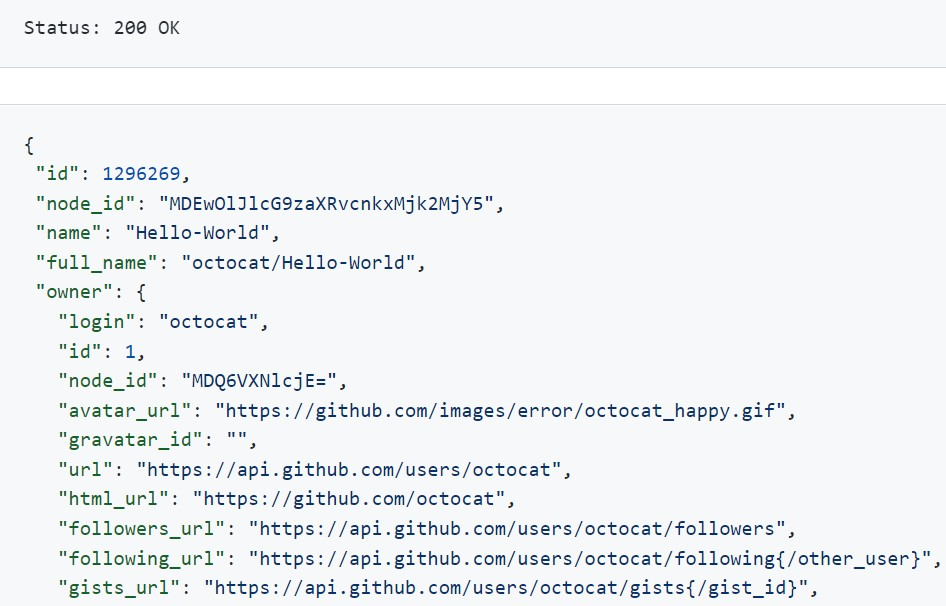 Status: 200 OK
{
"id": 1296269,
"node_id": "MDEwOlJlcG9zaXRvcnkxMjk2MjY5",
"name": "Hello-World",
"full_name": "octocat/Hello-World",
"owner": {
"login": "octocat",
"id": 1,
"node_id": "MDQ6VXNlcjE=",
"avatar_url": "https://github.com/images/error/octocat_happy.gif",
"gravatar_id": "",
"url": "https://api.github.com/users/octocat",
"html_url": "https://github.com/octocat",
"followers_url": "https://api.github.com/users/octocat/followers",
"following_url": "https://api.github.com/users/octocat/following{/other_user}",
"gists_url": "https://api.github.com/users/octocat/gists{/gist_id}",